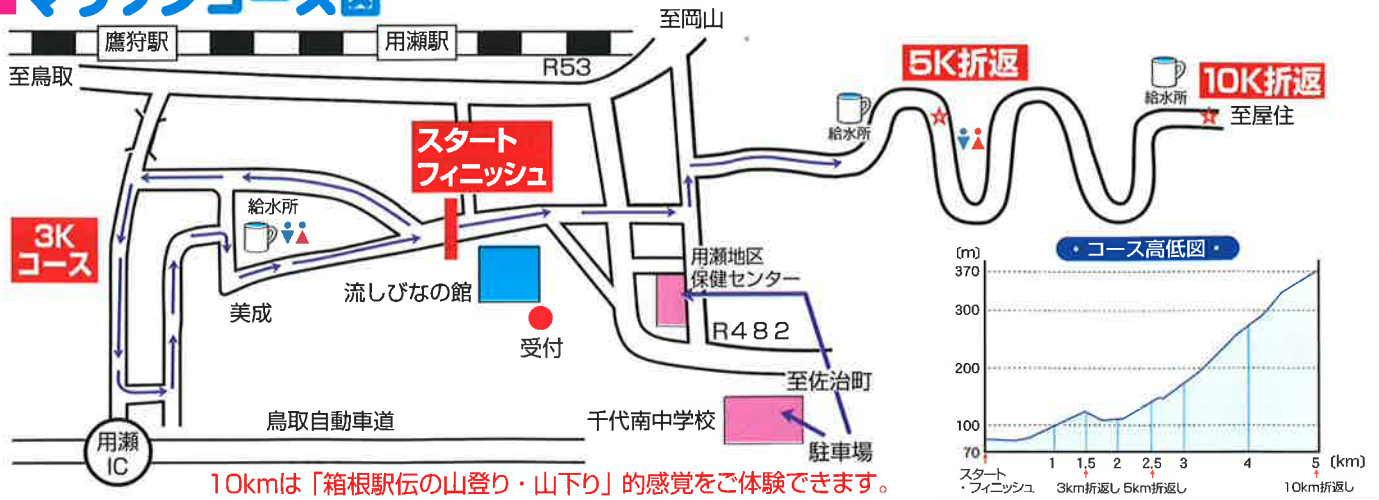 マラソンコース図
至岡山
鷹狩駅
用瀬駅
至鳥取
R53
5K折返
10K折返
給水所
給水所
至屋住
スタート
フィニッシュ
給水所
3K
コース
美成
流しびなの館
受付
用瀬地区
保健センター
R482
至佐治町
千代南中学校
駐車場
鳥取自動車道
用瀬
IC
10kmは「箱根駅伝の山登り・山下り」的感覚をご体験できます。
・コース高低図・
(m)
370
300
200
100
70
1 1,5 2 2,5 3 4 5 (km)
スタート
・フィニッシュ
3km折返し 5km折返し 10km折返し